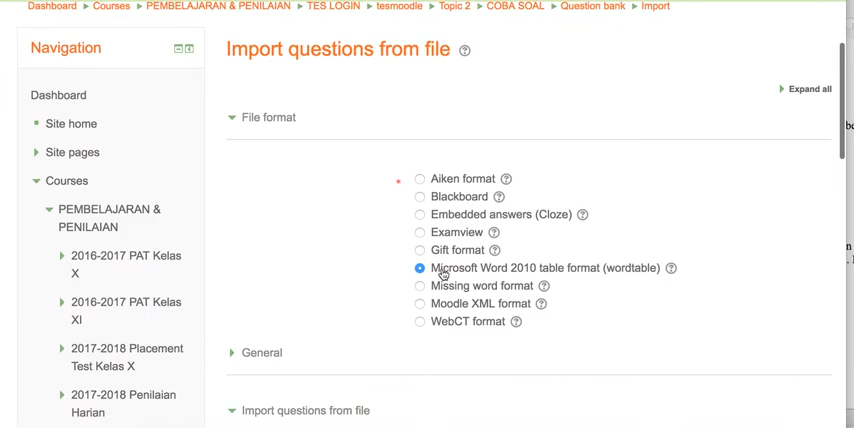 Dashboard ▶ Courses ▶ PEMBELAJARAN & PENILAIAN ▶ TES LOGIN ▶ tesmoodle ▶ Topic 2 ▶ COBA SOAL ▶ Question bank ▶ Import
Navigation
Import questions from file
Expand all
Dashboard
Site home
Site pages
Courses
PEMBELAJARAN &
PENILAIAN
2016-2017 PAT Kelas
X
2016-2017 PAT Kelas
XI
2017-2018 Placement
Test Kelas X
2017-2018 Penilaian
Harian
File format
*
Aiken format
Blackboard
Embedded answers (Cloze)
Examview
Gift format
Microsoft Word 2010 table format (wordtable)
Missing word format
Moodle XML format
WebCT format
General
Import questions from file